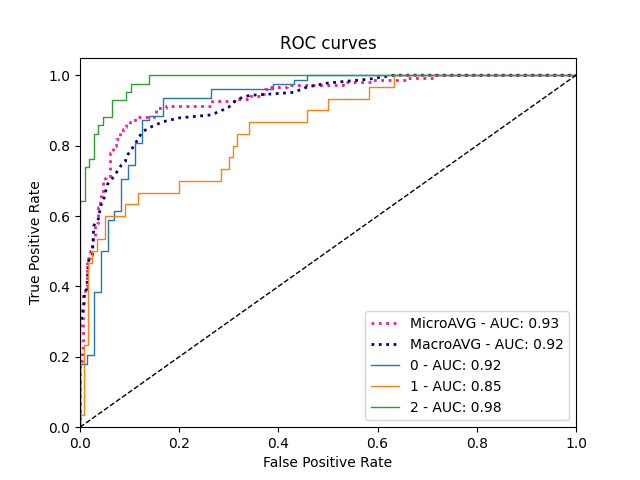 ROC curves
True Positive Rate
1.0
0.8
0.6
0.4
0.2
0.0
MicroAVG - AUC: 0.93
MacroAVG - AUC: 0.92
0 - AUC: 0.92
1 - AUC: 0.85
2 - AUC: 0.98
0.0 0.2 0.4 0.6 0.8 1.0
False Positive Rate